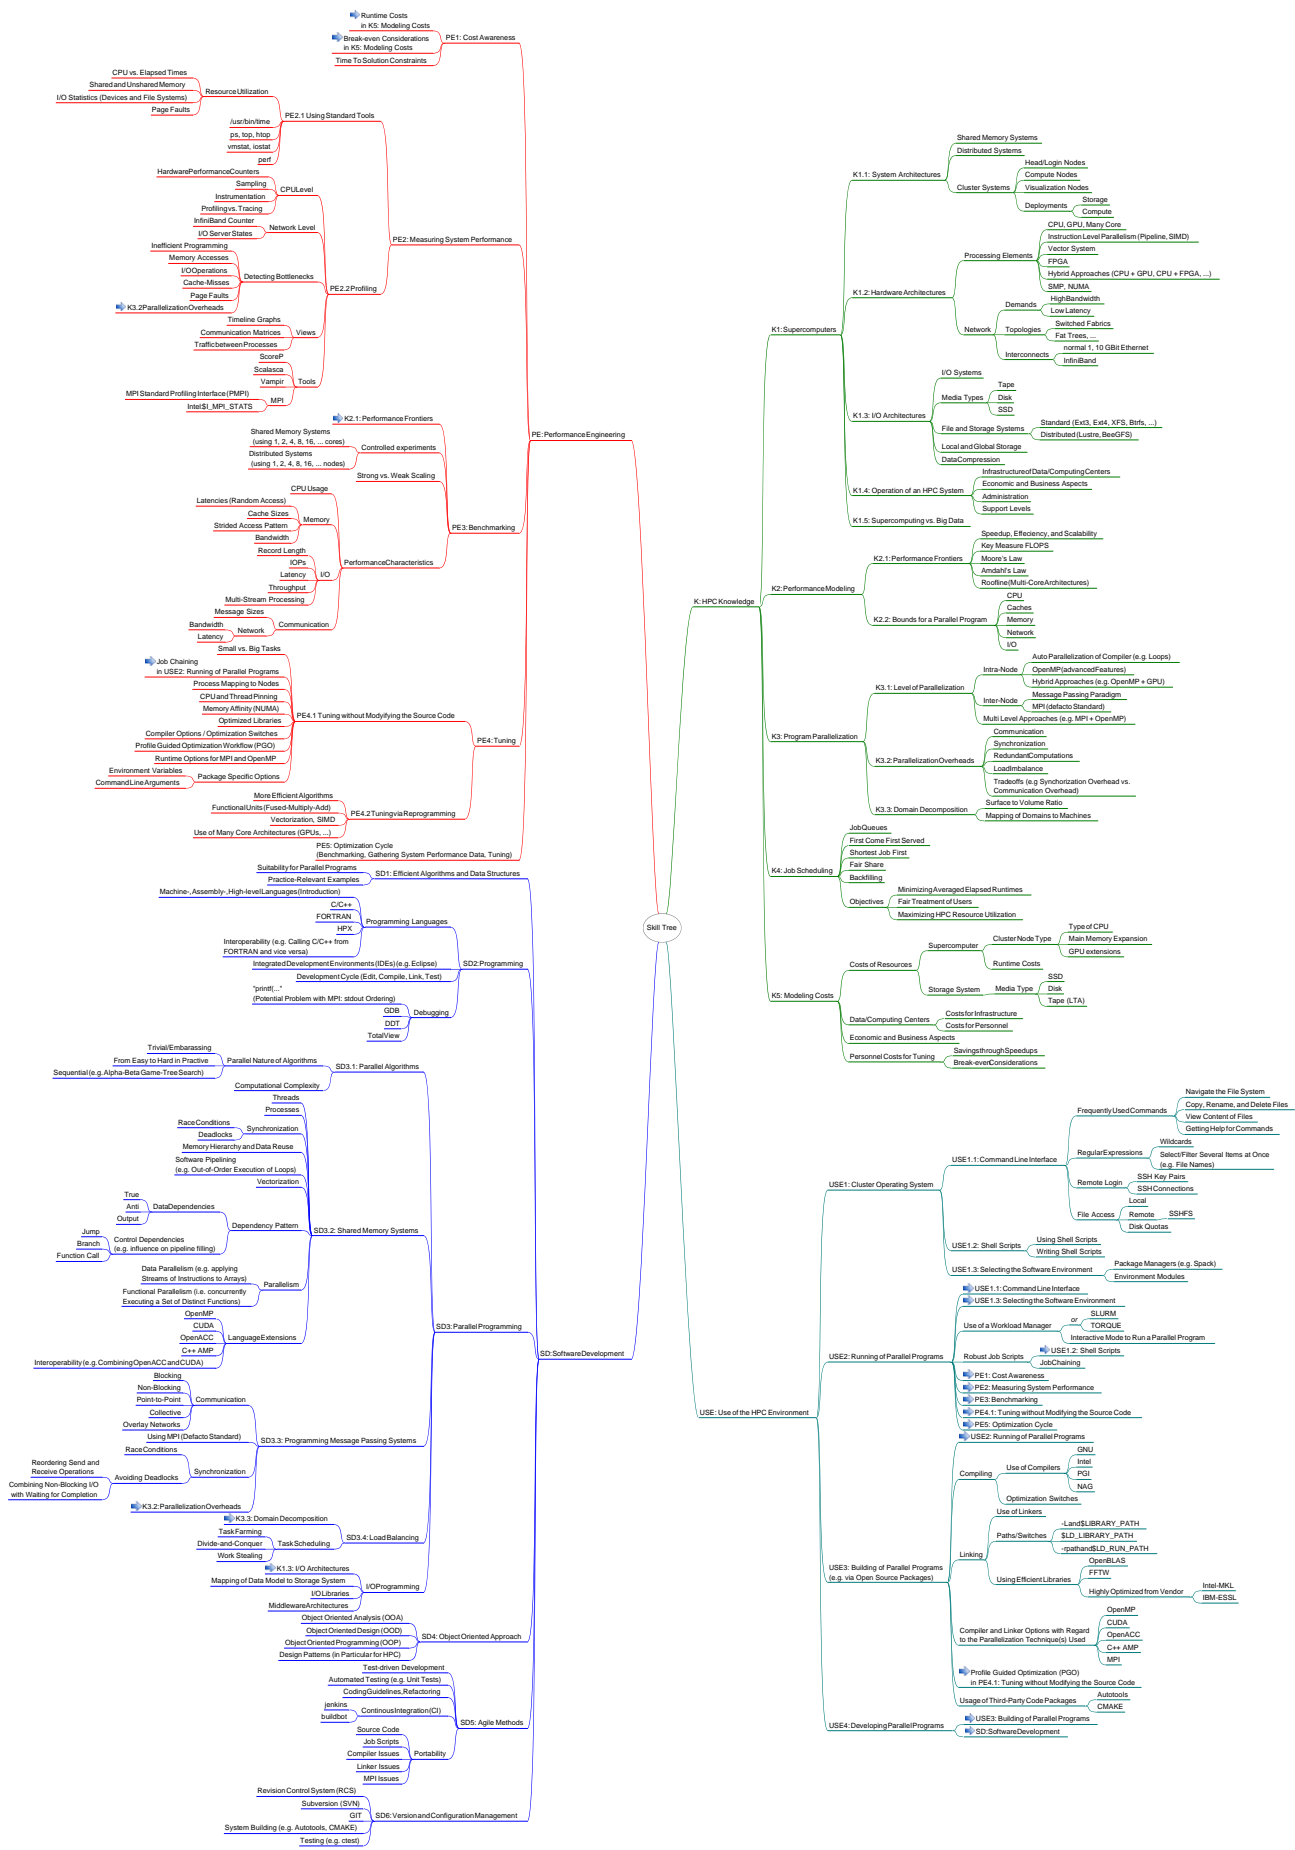 Runtime Costs
in K5: Modeling Costs
Break-even Considerations
in K5: Modeling Costs
Time To Solution Constraints
PE1: Cost Awareness
CPU vs. Elapsed Times
Shared and Unshared Memory
I/O Statistics (Devices and File Systems)
Page Faults
Resource Utilization
/usr/bin/time
ps, top, htop
vmstat, iostat
perf
PE2.1 Using Standard Tools
Hardware Performance Counters
Sampling
Instrumentation
Profiling vs. Tracing
CPU Level
InfiniBand Counter
I/O Server States
Network Level
Inefficient Programming
Memory Accesses
I/O Operations
Cache-Misses
Page Faults
K3.2 Parallelization Overheads
Detecting Bottlenecks
Timeline Graphs
Communication Matrices
Traffic between Processes
Views
ScoreP
Scalasca
Vampir
MPI Standard Profiling Interface (PMPI)
Intel $I_MPI_STATS
MPI
Tools
PE2.2 Profiling
PE2: Measuring System Performance
K2.1: Performance Frontiers
Shared Memory Systems
(using 1, 2, 4, 8, 16, ... cores)
Distributed Systems
(using 1, 2, 4, 8, 16, ... nodes)
Controlled experiments
Strong vs. Weak Scaling
CPU Usage
Latencies (Random Access)
Cache Sizes
Strided Access Pattern
Bandwidth
Memory
Record Length
IOPs
Latency
Throughput
Multi-Stream Processing
I/O
Message Sizes
Bandwidth
Latency
Network
Communication
Performance Characteristics
PE3: Benchmarking
Small vs. Big Tasks
Job Chaining
in USE2: Running of Parallel Programs
Process Mapping to Nodes
CPU and Thread Pinning
Memory Affinity (NUMA)
Optimized Libraries
Compiler Options / Optimization Switches
Profile Guided Optimization Workflow (PGO)
Runtime Options for MPI and OpenMP
Environment Variables
Command Line Arguments
Package Specific Options
PE4.1 Tuning without Modyifying the Source Code
More Efficient Algorithms
Functional Units (Fused-Multiply-Add)
Vectorization, SIMD
Use of Many Core Architectures (GPUs, ...)
PE4.2 Tuning via Reprogramming
PE4: Tuning
PE5: Optimization Cycle
(Benchmarking, Gathering System Performance Data, Tuning)
PE: Performance Engineering
Suitability for Parallel Programs
Practice-Relevant Examples
SD1: Efficient Algorithms and Data Structures
Machine-, Assembly-, High-level Languages (Introduction)
C/C++
FORTRAN
HPX
Interoperability (e.g. Calling C/C++ from
FORTRAN and vice versa)
Programming Languages
Integrated Development Environments (IDEs) (e.g. Eclipse)
Development Cycle (Edit, Compile, Link, Test)
"printf(..."
(Potential Problem with MPI: stdout Ordering)
GDB
DDT
TotalView
Debugging
SD2: Programming
Trivial/Embarassing
From Easy to Hard in Practive
Sequential (e.g. Alpha-Beta Game-Tree Search)
Parallel Nature of Algorithms
Computational Complexity
SD3.1: Parallel Algorithms
Threads
Processes
Race Conditions
Deadlocks
Synchronization
Memory Hierarchy and Data Reuse
Software Pipelining
(e.g. Out-of-Order Execution of Loops)
Vectorization
True
Anti
Output
Data Dependencies
Jump
Branch
Function Call
Control Dependencies
(e.g. influence on pipeline filling)
Dependency Pattern
Data Parallelism (e.g. applying
Streams of Instructions to Arrays)
Functional Parallelism (i.e. concurrently
Executing a Set of Distinct Functions)
Parallelism
OpenMP
CUDA
OpenACC
C++ AMP
Interoperability (e.g. Combining OpenACC and CUDA)
Language Extensions
SD3.2: Shared Memory Systems
Blocking
Non-Blocking
Point-to-Point
Collective
Overlay Networks
Communication
Using MPI (Defacto Standard)
Race Conditions
Reordering Send and
Receive Operations
Combining Non-Blocking I/O
with Waiting for Completion
Avoiding Deadlocks
Synchronization
K3.2: Parallelization Overheads
SD3.3: Programming Message Passing Systems
K3.3: Domain Decomposition
Task Farming
Divide-and-Conquer
Work Stealing
Task Scheduling
SD3.4: Load Balancing
K1.3: I/O Architectures
Mapping of Data Model to Storage System
I/O Libraries
Middleware Architectures
I/O Programming
SD3: Parallel Programming
Object Oriented Analysis (OOA)
Object Oriented Design (OOD)
Object Oriented Programming (OOP)
Design Patterns (in Particular for HPC)
SD4: Object Oriented Approach
Test-driven Development
Automated Testing (e.g. Unit Tests)
Coding Guidelines, Refactoring
jenkins
buildbot
Continous Integration (CI)
Source Code
Job Scripts
Compiler Issues
Linker Issues
MPI Issues
Portability
SD5: Agile Methods
Revision Control System (RCS)
Subversion (SVN)
GIT
System Building (e.g. Autotools, CMAKE)
Testing (e.g. ctest)
SD6: Version and Configuration Management
SD: Software Development
Skill Tree
K: HPC Knowledge
K1: Supercomputers
K1.1: System Architectures
Shared Memory Systems
Distributed Systems
Cluster Systems
Head/Login Nodes
Compute Nodes
Visualization Nodes
Deployments
Storage
Compute
K1.2: Hardware Architectures
Processing Elements
CPU, GPU, Many Core
Instruction Level Parallelism (Pipeline, SIMD)
Vector System
FPGA
Hybrid Approaches (CPU + GPU, CPU + FPGA, ...)
SMP, NUMA
Network
Demands
High Bandwidth
Low Latency
Topologies
Switched Fabrics
Fat Trees, ...
Interconnects
normal 1, 10 GBit Ethernet
InfiniBand
K1.3: I/O Architectures
I/O Systems
Media Types
Tape
Disk
SSD
File and Storage Systems
Standard (Ext3, Ext4, XFS, Btrfs, ...)
Distributed (Lustre, BeeGFS)
Local and Global Storage
Data Compression
K1.4: Operation of an HPC System
Infrastructure of Data/Computing Centers
Economic and Business Aspects
Administration
Support Levels
K1.5: Supercomputing vs. Big Data
K2: Performance Modeling
K2.1: Performance Frontiers
Speedup, Effeciency, and Scalability
Key Measure FLOPS
Moore's Law
Amdahl's Law
Roofline (Multi-Core Architectures)
K2.2: Bounds for a Parallel Program
CPU
Caches
Memory
Network
I/O
K3: Program Parallelization
K3.1: Level of Parallelization
Intra-Node
Auto Parallelization of Compiler (e.g. Loops)
OpenMP (advanced Features)
Hybrid Approaches (e.g. OpenMP + GPU)
Inter-Node
Message Passing Paradigm
MPI (defacto Standard)
Multi Level Approaches (e.g. MPI + OpenMP)
K3.2: Parallelization Overheads
Communication
Synchronization
Redundant Computations
Load Imbalance
Tradeoffs (e.g Synchorization Overhead vs.
Communication Overhead)
K3.3: Domain Decomposition
Surface to Volume Ratio
Mapping of Domains to Machines
K4: Job Scheduling
Job Queues
First Come First Served
Shortest Job First
Fair Share
Backfilling
Objectives
Minimizing Averaged Elapsed Runtimes
Fair Treatment of Users
Maximizing HPC Resource Utilization
K5: Modeling Costs
Costs of Resources
Supercomputer
Cluster Node Type
Type of CPU
Main Memory Expansion
GPU extensions
Runtime Costs
Storage System
Media Type
SSD
Disk
Tape (LTA)
Data/Computing Centers
Costs for Infrastructure
Costs for Personnel
Economic and Business Aspects
Personnel Costs for Tuning
Savings through Speedups
Break-even Considerations
USE: Use of the HPC Environment
USE1: Cluster Operating System
USE1.1: Command Line Interface
Frequently Used Commands
Navigate the File System
Copy, Rename, and Delete Files
View Content of Files
Getting Help for Commands
Regular Expressions
Wildcards
Select/Filter Several Items at Once
(e.g. File Names)
Remote Login
SSH Key Pairs
SSH Connections
File Access
Local
Remote
SSHFS
Disk Quotas
USE1.2: Shell Scripts
Using Shell Scripts
Writing Shell Scripts
USE1.3: Selecting the Software Environment
Package Managers (e.g. Spack)
Environment Modules
USE2: Running of Parallel Programs
USE1.1: Command Line Interface
USE1.3: Selecting the Software Environment
Use of a Workload Manager
or
SLURM
TORQUE
Interactive Mode to Run a Parallel Program
Robust Job Scripts
USE1.2: Shell Scripts
Job Chaining
PE1: Cost Awareness
PE2: Measuring System Performance
PE3: Benchmarking
PE4.1: Tuning without Modifying the Source Code
PE5: Optimization Cycle
USE3: Building of Parallel Programs
(e.g. via Open Source Packages)
USE2: Running of Parallel Programs
Compiling
Use of Compilers
GNU
Intel
PGI
NAG
Optimization Switches
Linking
Use of Linkers
Paths/Switches
-L and $LIBRARY_PATH
$LD_LIBRARY_PATH
-rpath and $LD_RUN_PATH
Using Efficient Libraries
OpenBLAS
FFTW
Highly Optimized from Vendor
Intel-MKL
IBM-ESSL
Compiler and Linker Options with Regard
to the Parallelization Technique(s) Used
OpenMP
CUDA
OpenACC
C++ AMP
MPI
Profile Guided Optimization (PGO)
in PE4.1: Tuning without Modifying the Source Code
Usage of Third-Party Code Packages
Autotools
CMAKE
USE4: Developing Parallel Programs
USE3: Building of Parallel Programs
SD: Software Development